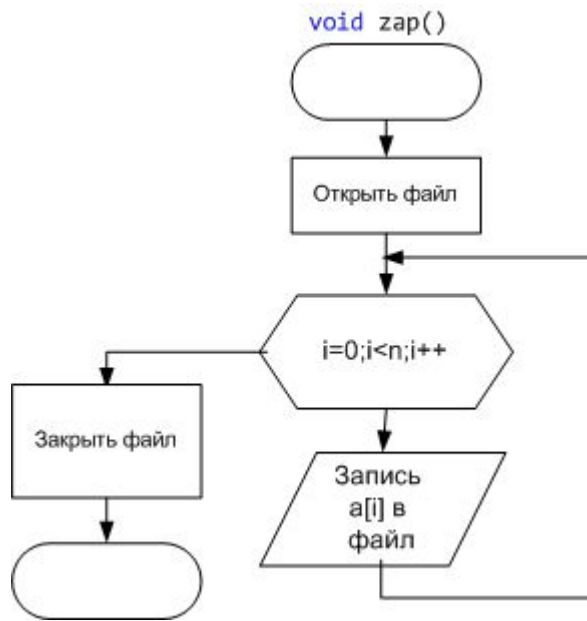 void zap()
Открыть файл
i=0;i<n;i++
Закрыть файл
Запись
a[i] в
файл